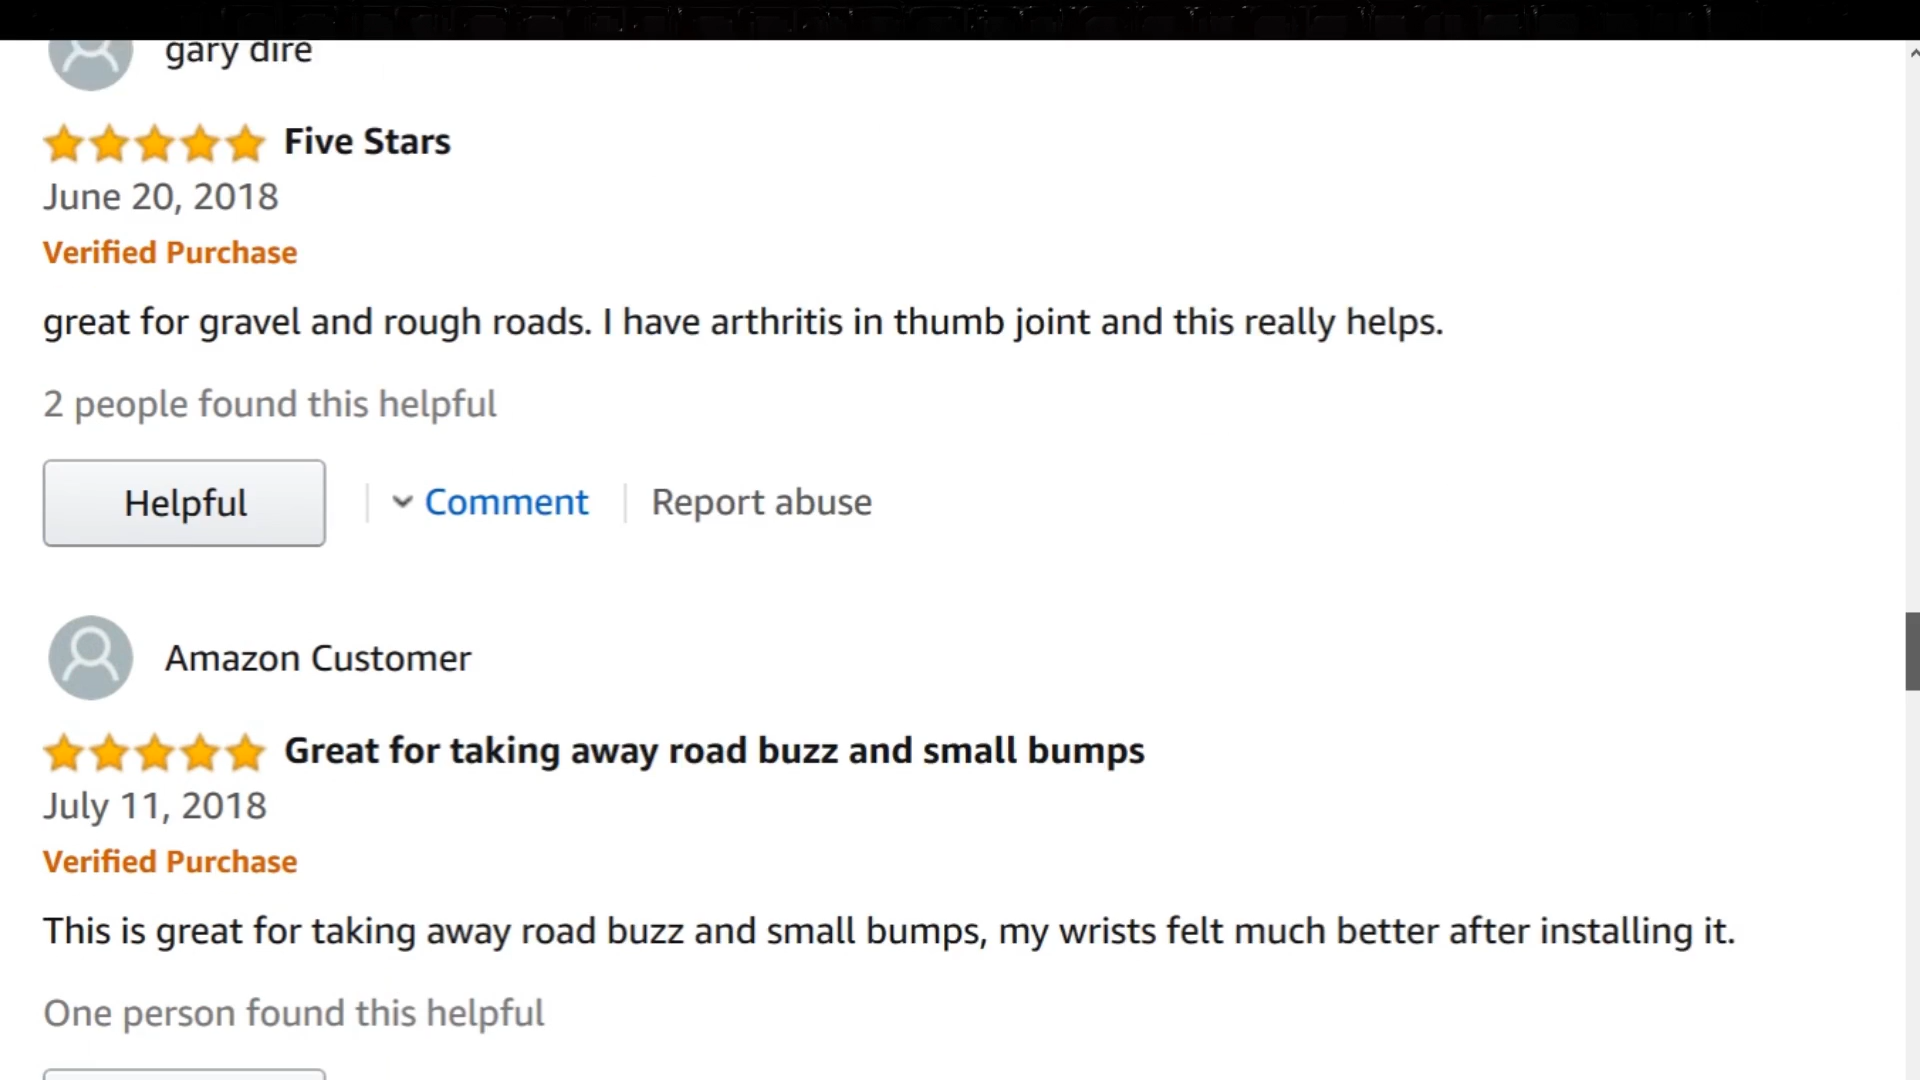 gary dire
Five Stars
June 20, 2018
Verified Purchase
great for gravel and rough roads. I have arthritis in thumb joint and this really helps.
2 people found this helpful
Helpful
Comment
Report abuse
Amazon Customer
Great for taking away road buzz and small bumps
July 11, 2018
Verified Purchase
This is great for taking away road buzz and small bumps, my wrists felt much better after installing it.
One person found this helpful